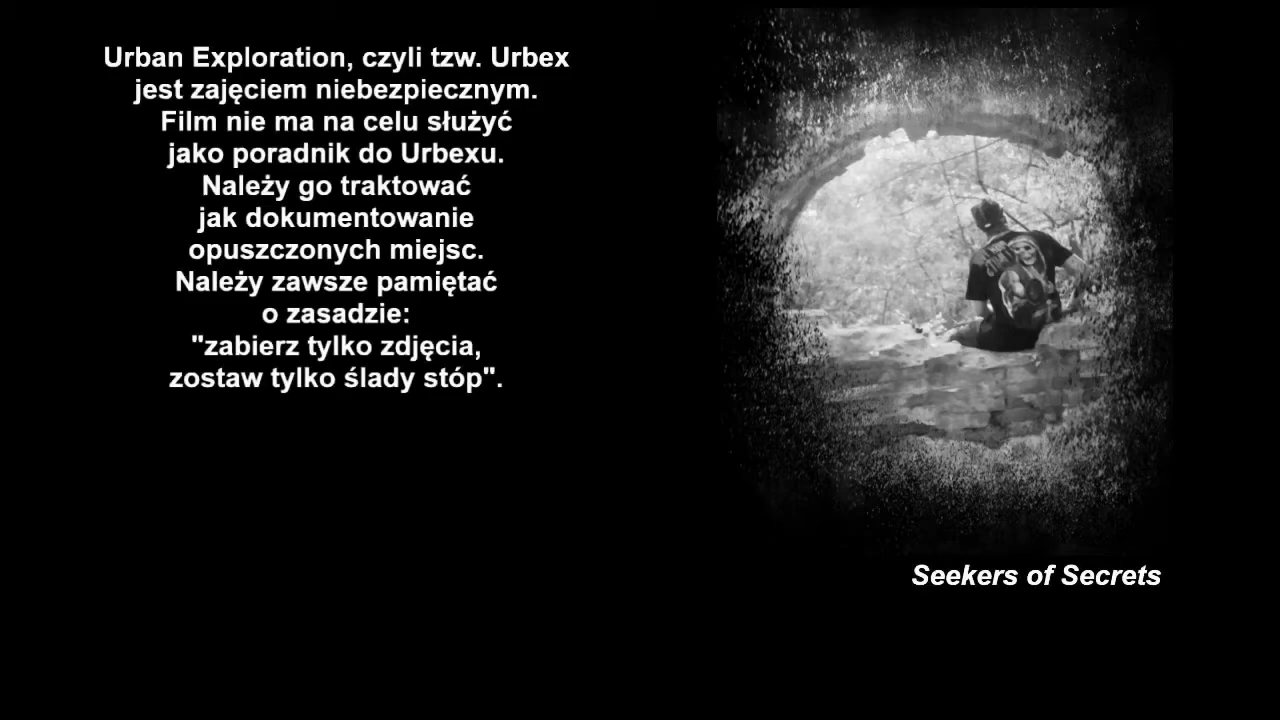 Urban Exploration, czyli tzw. Urbex
jest zajęciem niebezpiecznym.
Film nie ma na celu służyć
jako poradnik do Urbexu.
Należy go traktować
jak dokumentowanie
opuszczonych miejsc.
Należy zawsze pamiętać
o zasadzie:
"zabierz tylko zdjęcia,
zostaw tylko ślady stóp".
Seekers of Secrets